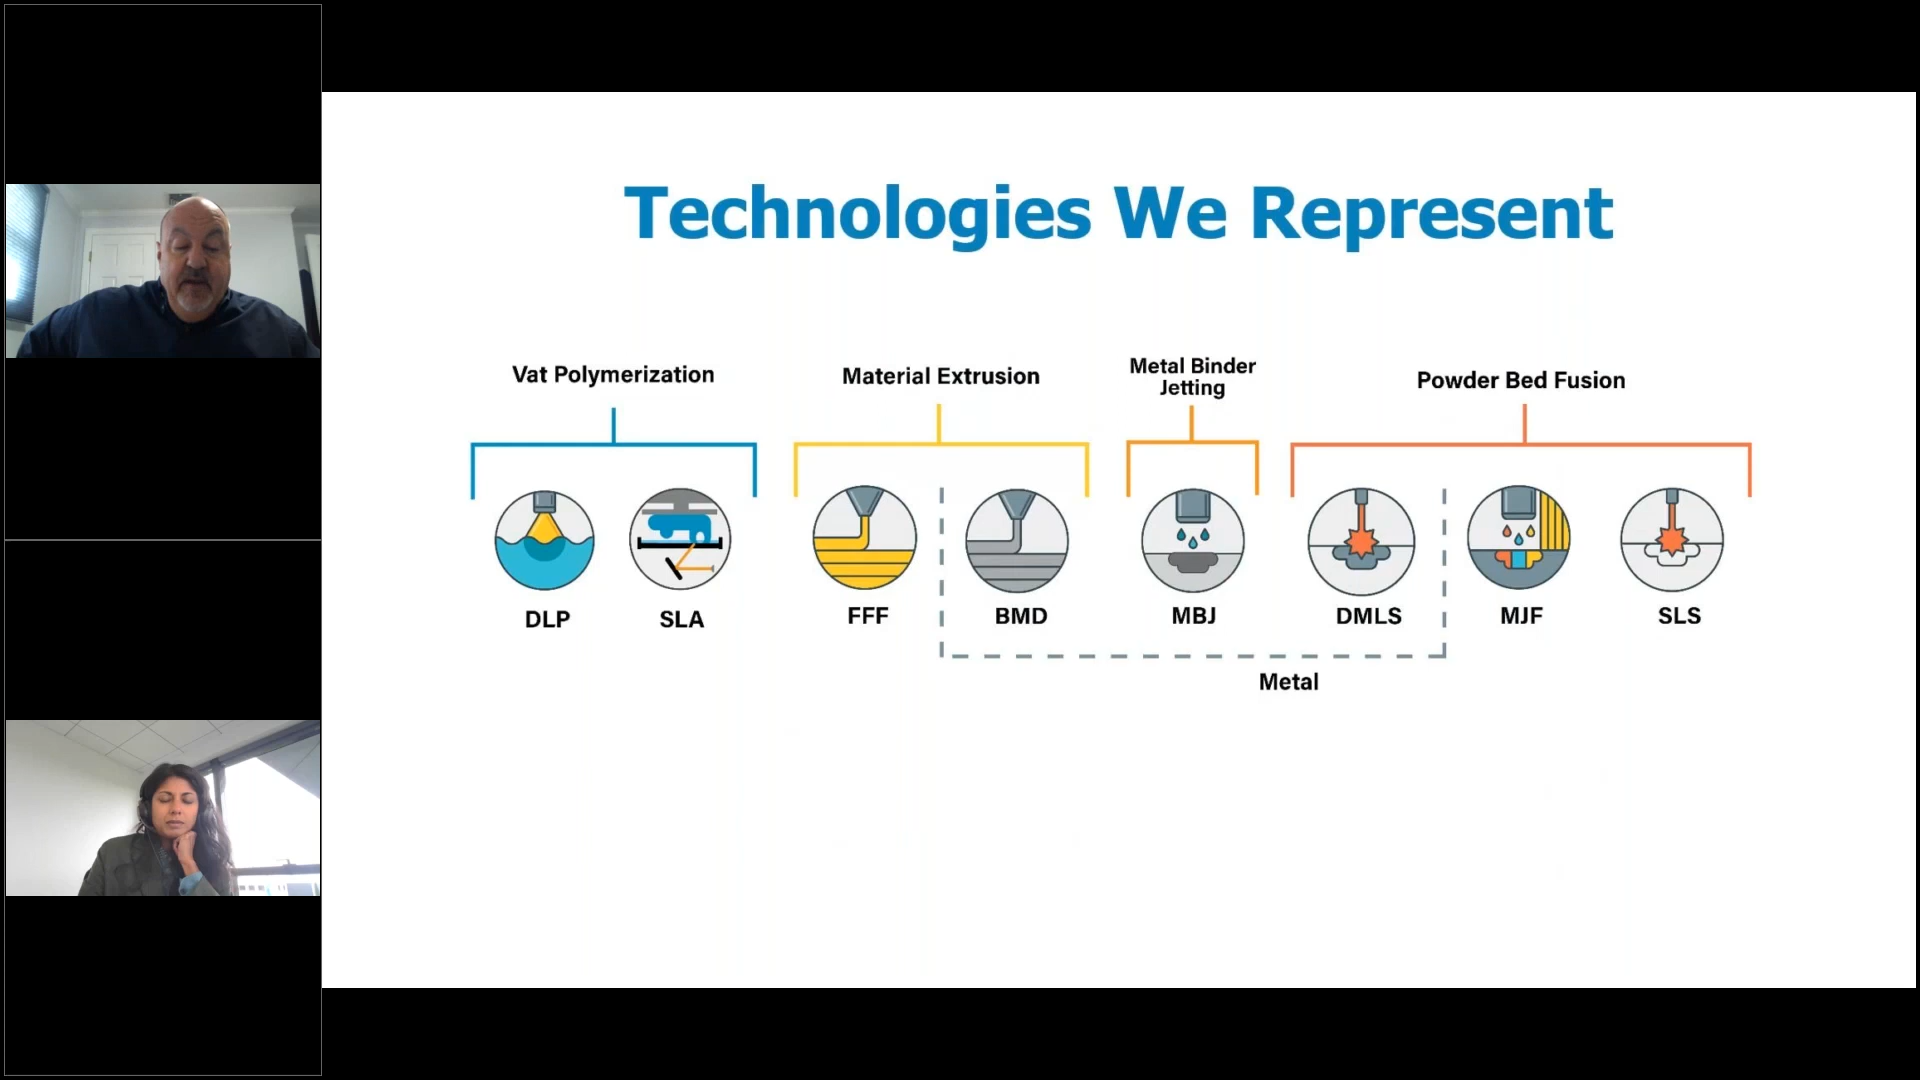 Technologies We Represent
Vat Polymerization
Material Extrusion
Metal Binder
Jetting
Powder Bed Fusion
DLP
SLA
FFF
BMD
MBJ
DMLS
MJF
SLS
Metal